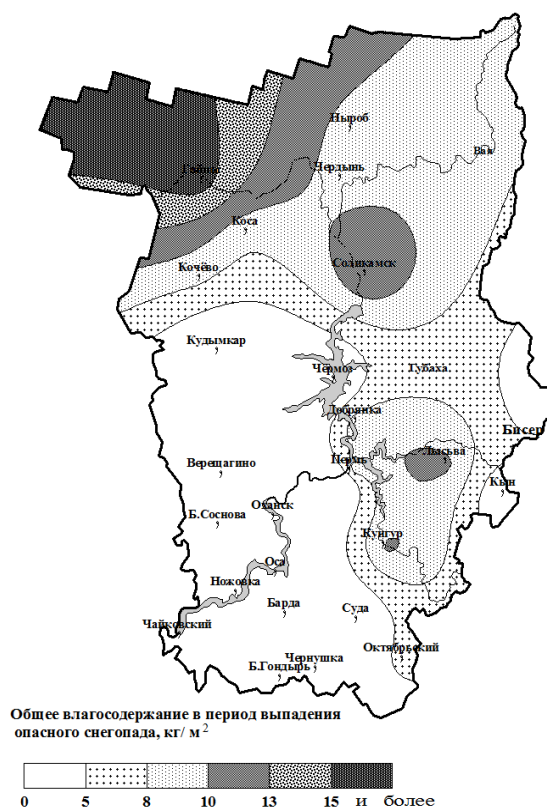 Ныроб
Вая
Гайны
Чердынь
Коса
Кочёво
Соликамск
Кудымкар
Чёрмоз
Губаха
Добрянка
Бисер
Пермь
Лысьва
Верещагино
Кын
Оханск
Б.Соснова
Кунгур
Оса
Ножовка
Барда
Суда
Чайковский
Октябрьский
Чернушка
Б.Гондырь
Общее влагосодержание в период выпадения
опасного снегопада, кг/ м 2
0 5 8 10 13 15 и более